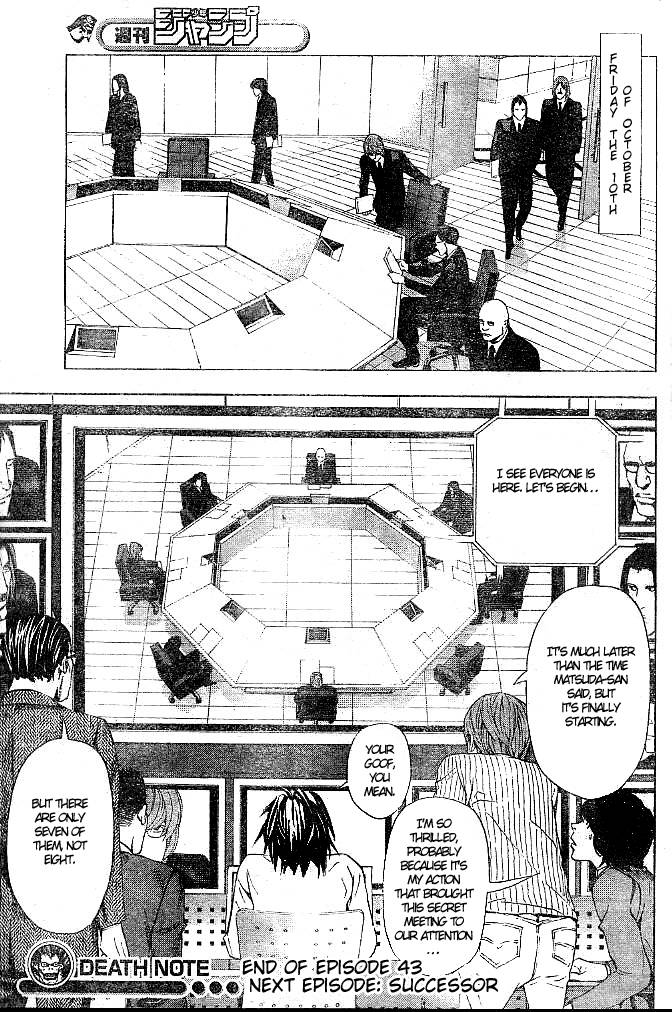 週刊
少年
ジャンプ
FRIDAY THE 10TH
OF OCTOBER
I SEE EVERYONE IS
HERE. LET'S BEGIN...
IT'S MUCH LATER
THAN THE TIME
MATSUDA-SAN
SAID, BUT
IT'S FINALLY
STARTING.
YOUR
GOOF,
YOU
MEAN.
I'M SO
THRILLED,
PROBABLY
BECAUSE IT'S
MY ACTION
THAT BROUGHT
THIS SECRET
MEETING TO
OUR ATTENTION
...
BUT THERE
ARE ONLY
SEVEN OF
THEM, NOT
EIGHT.
DEATH NOTE
END OF EPISODE 43
NEXT EPISODE: SUCCESSOR